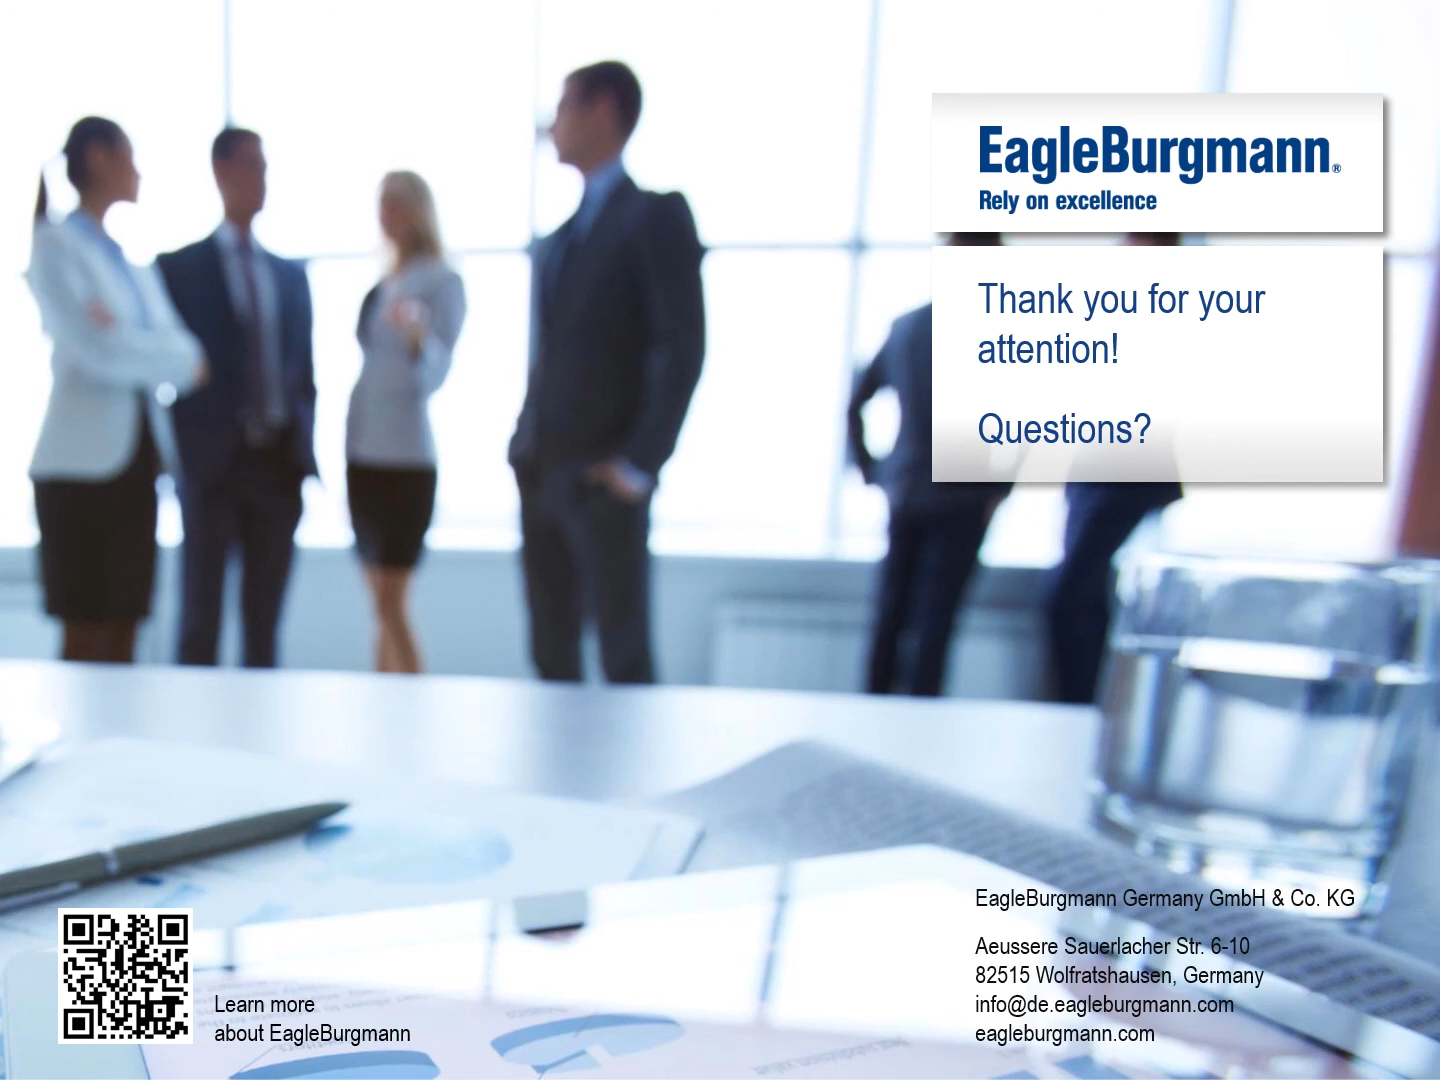 EagleBurgmann®
Rely on excellence
Thank you for your
attention!
Questions?
EagleBurgmann Germany GmbH & Co. KG
Aeussere Sauerlacher Str. 6-10
82515 Wolfratshausen, Germany
info@de.eagleburgmann.com
eagleburgmann.com
Learn more
about EagleBurgmann